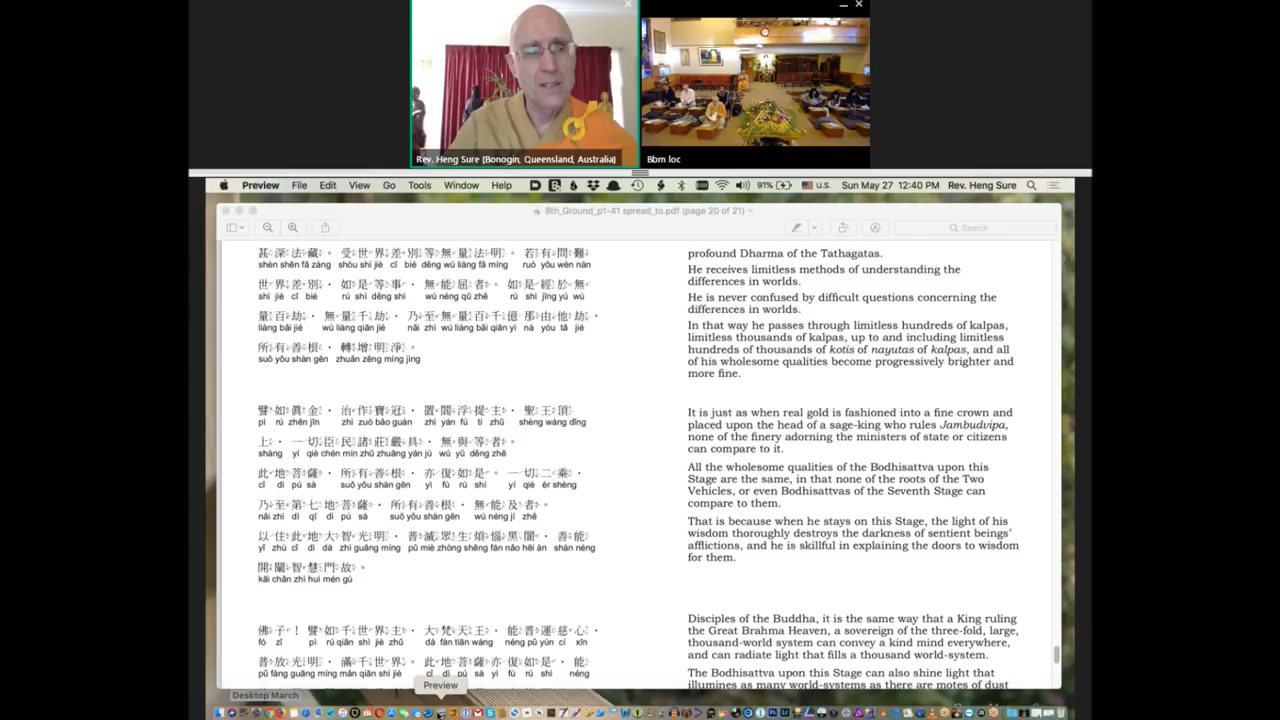 Rev. Heng Sure (Bonogin, Queensland, Australia)
Bbm loc
Preview File Edit View Go Tools Window Help
91% U.S. Sun May 27 12:40 PM Rev. Heng Sure
8th_Ground_p1-41 spread_to.pdf (page 20 of 21)
Search
甚深法藏。受世界差別等無量法明。若有問難
shèn shēn fǎ zàng shòu shì jiè chī bié děng wú liàng fǎ míng ruò yǒu wèn nàn
世界差別,如是等事,無能屈者。如是經於無
shì jiè cī bié rú shì děng shì wú néng qū zhě rú shì jīng yú wú
量百劫,無量千劫,乃至無量百千億那由他劫,
liàng bǎi jié wú liàng qiān jié nǎi zhì wú liàng bǎi qiān yì nà yóu tā jié
所有善根,轉增明淨。
suǒ yǒu shàn gēn zhuǎn zēng míng jìng
譬如真金,治作寶冠,置閻浮提主,聖王頂
pì rú zhēn jīn zhì zuò bǎo guàn zhì yán fú tí zhǔ shèng wáng dǐng
上,一切臣民諸莊嚴具,無與等者。
shàng yí qiè chén mín zhū zhuāng yán jù wú yǔ děng zhě
此地菩薩,所有善根,亦復如是。一切二乘,
cǐ dì pú sà suǒ yǒu shàn gēn yì fù rú shì yí qiè èr shèng
乃至第七地菩薩,所有善根,無能及者。
nǎi zhì dì qī dì pú sà suǒ yǒu shàn gēn wú néng jí zhě
以住此地大智光明,普滅眾生煩惱黑闇,善能
yǐ zhù cǐ dì dà zhì guāng míng pǔ miè zhòng shēng fán nǎo hēi àn shàn néng
開闡智慧門故。
kāi chǎn zhì huì mén gù
佛子!譬如千世界主,大梵天王,能普運慈心,
fó zǐ pì rú qiān shì jiè zhǔ dà fàn tiān wáng néng pǔ yùn cí xīn
普放光明,滿千世界。此地菩薩亦復如是,能
pǔ fàng guāng míng mǎn qiān shì jiè cǐ dì pú sà yì fù rú shì néng
profound Dharma of the Tathagatas.
He receives limitless methods of understanding the
differences in worlds.
He is never confused by difficult questions concerning the
differences in worlds.
In that way he passes through limitless hundreds of kalpas,
limitless thousands of kalpas, up to and including limitless
hundreds of thousands of kotis of nayutas of kalpas, and all
of his wholesome qualities become progressively brighter and
more fine.
It is just as when real gold is fashioned into a fine crown and
placed upon the head of a sage-king who rules Jambudvipa,
none of the finery adorning the ministers of state or citizens
can compare to it.
All the wholesome qualities of the Bodhisattva upon this
Stage are the same, in that none of the roots of the Two
Vehicles, or even Bodhisattvas of the Seventh Stage can
compare to them.
That is because when he stays on this Stage, the light of his
wisdom thoroughly destroys the darkness of sentient beings'
afflictions, and he is skillful in explaining the doors to wisdom
for them.
Disciples of the Buddha, it is the same way that a King ruling
the Great Brahma Heaven, a sovereign of the three-fold, large,
thousand-world system can convey a kind mind everywhere,
and can radiate light that fills a thousand world-system.
The Bodhisattva upon this Stage can also shine light that
illumines as many world-systems as there are motes of dust
Preview
Desktop March